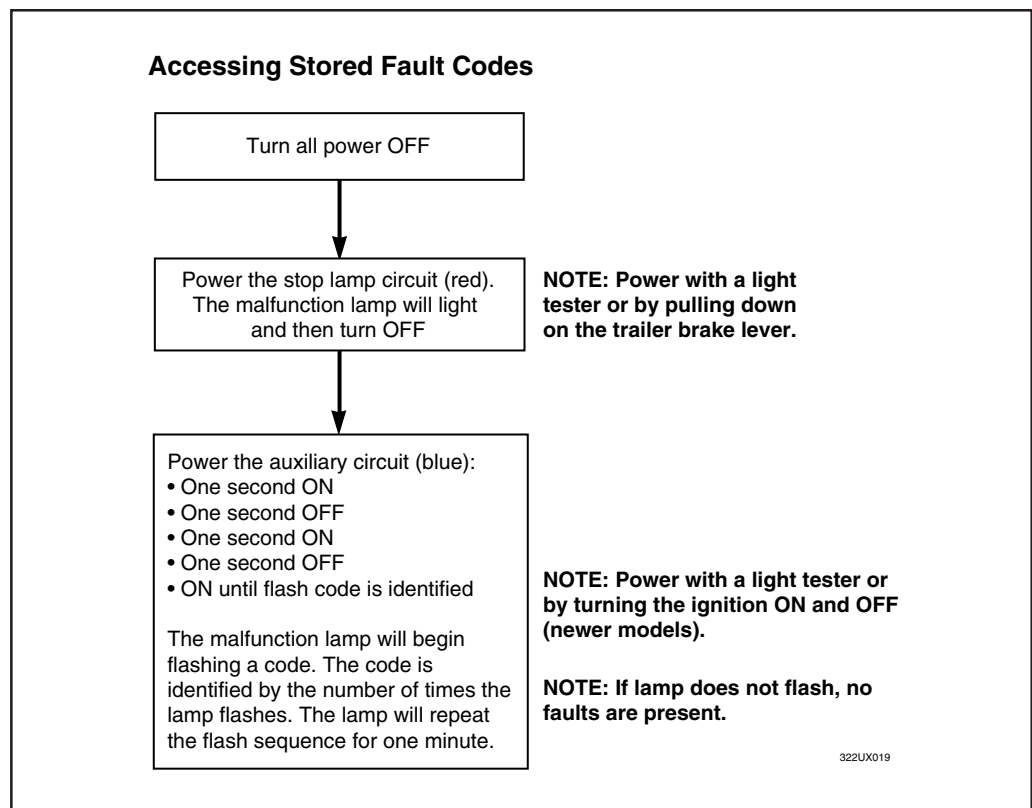 Accessing Stored Fault Codes
Turn all power OFF
Power the stop lamp circuit (red).
The malfunction lamp will light
and then turn OFF
NOTE: Power with a light
tester or by pulling down
on the trailer brake lever.
Power the auxiliary circuit (blue):
• One second ON
• One second OFF
• One second ON
• One second OFF
• ON until flash code is identified
The malfunction lamp will begin
flashing a code. The code is
identified by the number of times the
lamp flashes. The lamp will repeat
the flash sequence for one minute.
NOTE: Power with a light tester or
by turning the ignition ON and OFF
(newer models).
NOTE: If lamp does not flash, no
faults are present.
322UX019